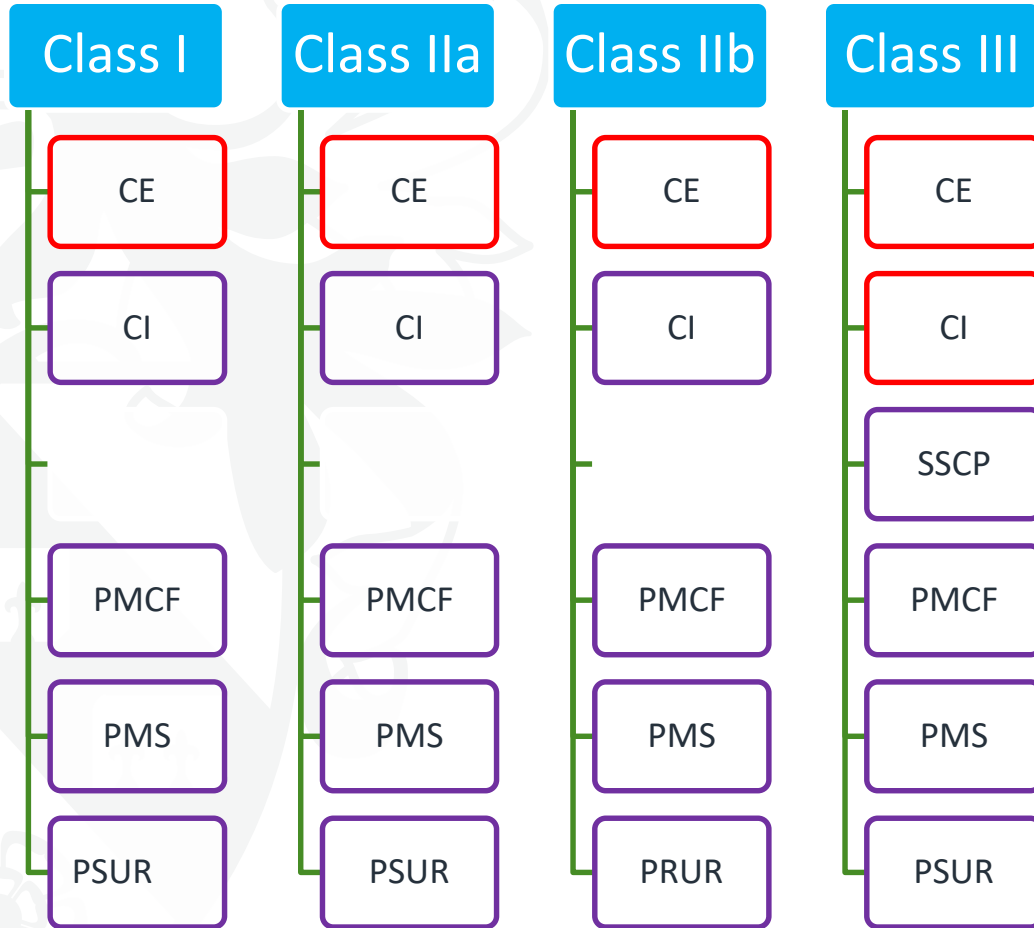 Class I
CE
CI
PMCF
PMS
PSUR
Class IIa
CE
CI
PMCF
PMS
PSUR
Class IIb
CE
CI
PMCF
PMS
PRUR
Class III
CE
CI
SSCP
PMCF
PMS
PSUR